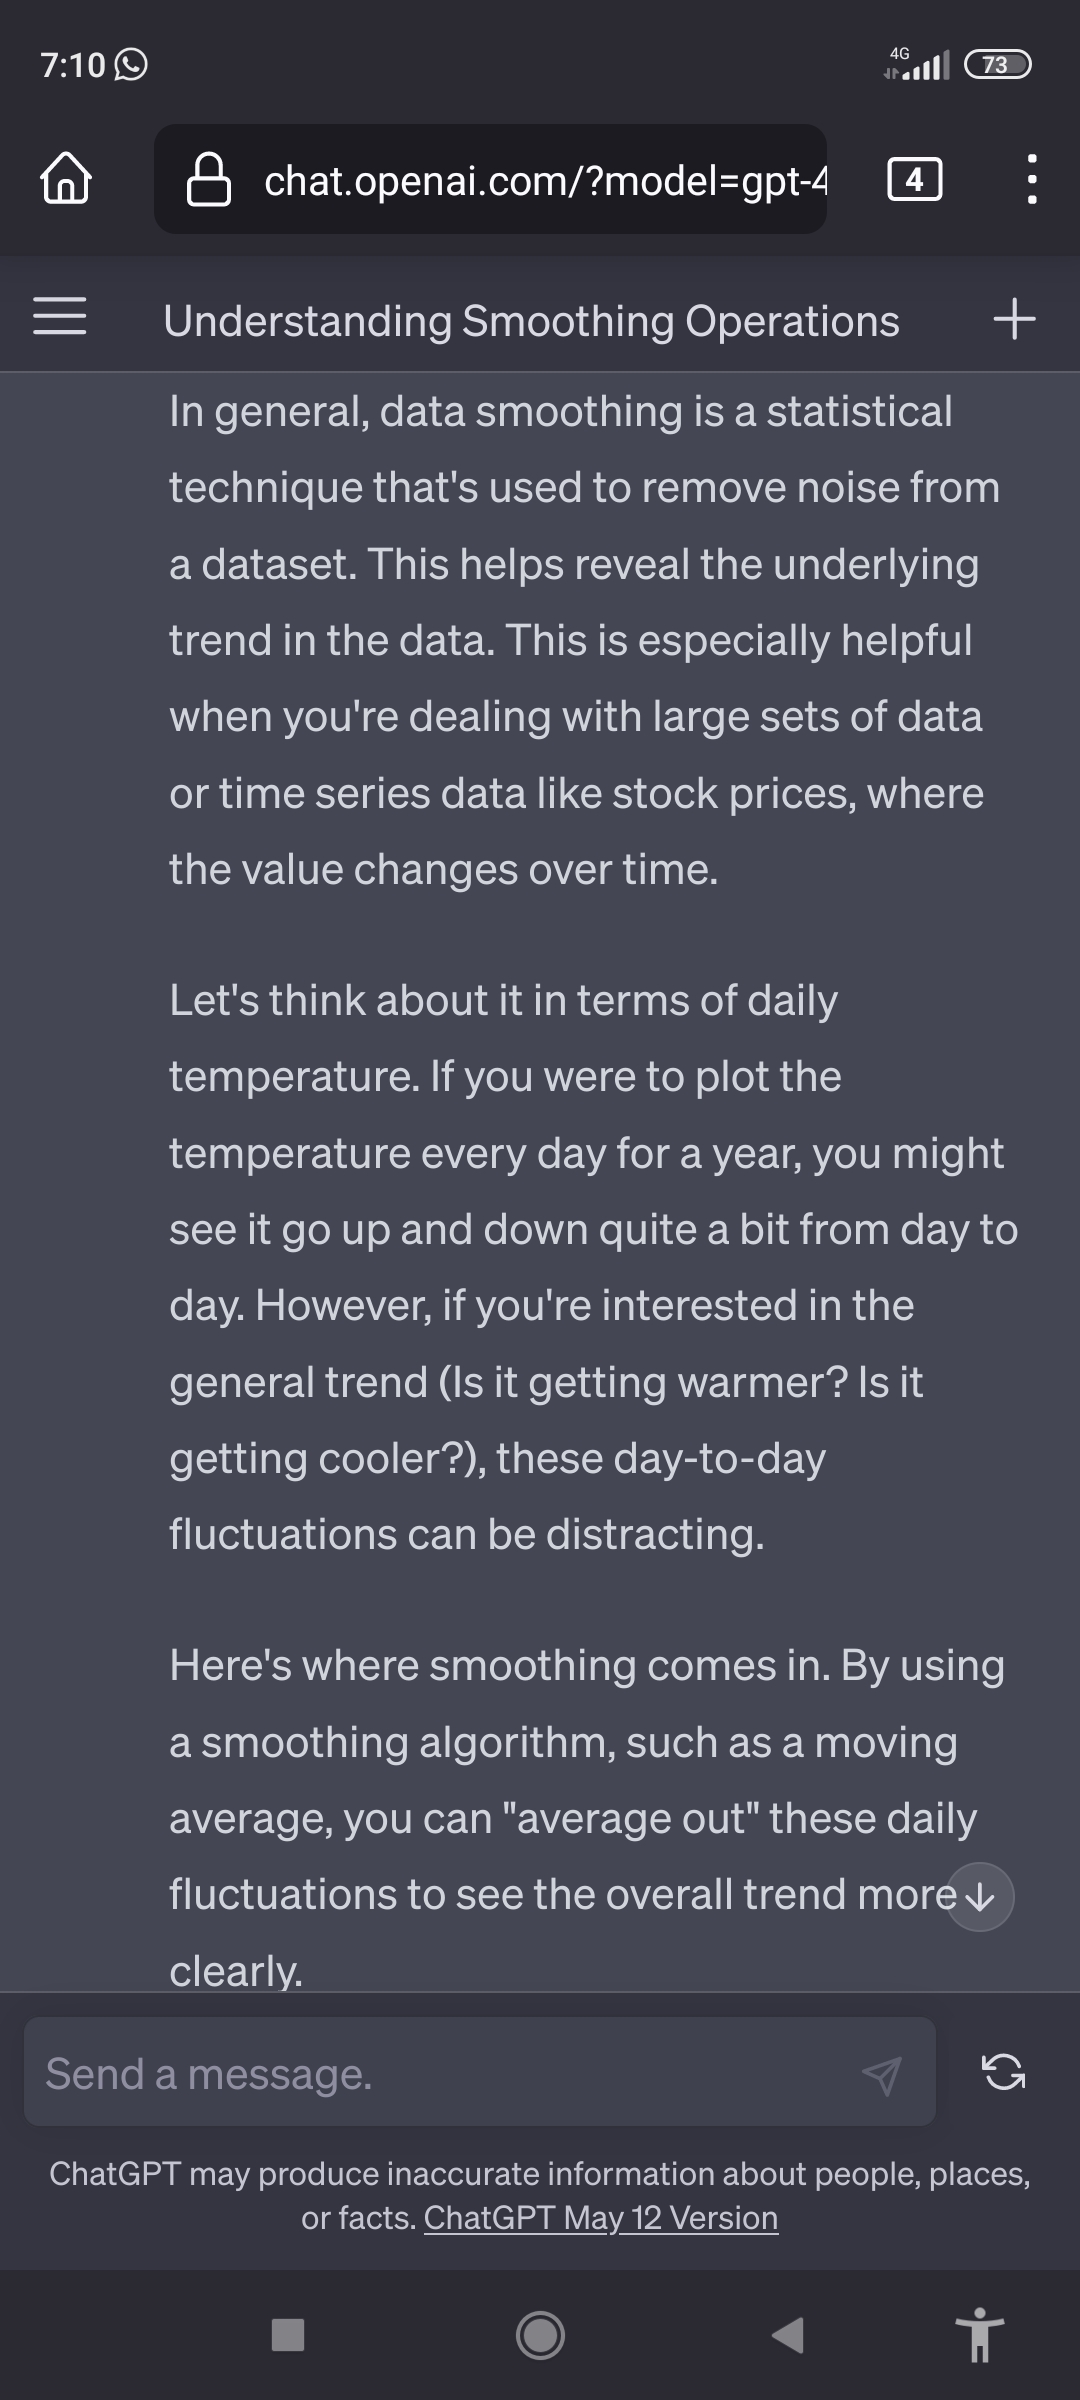 7:10
4G
73
chat.openai.com/?model=gpt-4
4
Understanding Smoothing Operations
In general, data smoothing is a statistical
technique that's used to remove noise from
a dataset. This helps reveal the underlying
trend in the data. This is especially helpful
when you're dealing with large sets of data
or time series data like stock prices, where
the value changes over time.
Let's think about it in terms of daily
temperature. If you were to plot the
temperature every day for a year, you might
see it go up and down quite a bit from day to
day. However, if you're interested in the
general trend (Is it getting warmer? Is it
getting cooler?), these day-to-day
fluctuations can be distracting.
Here's where smoothing comes in. By using
a smoothing algorithm, such as a moving
average, you can "average out" these daily
fluctuations to see the overall trend more
clearly.
Send a message.
ChatGPT may produce inaccurate information about people, places,
or facts. ChatGPT May 12 Version